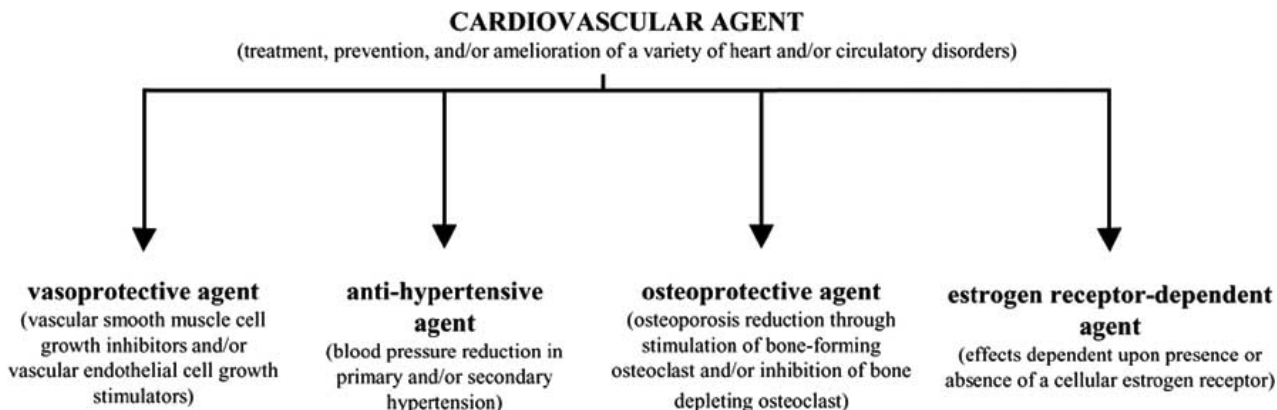 CARDIOVASCULAR AGENT
(treatment, prevention, and/or amelioration of a variety of heart and/or circulatory disorders)
vasoprotective agent
(vascular smooth muscle cell
growth inhibitors and/or
vascular endothelial cell growth
stimulators)
anti-hypertensive
agent
(blood pressure reduction in
primary and/or secondary
hypertension)
osteoprotective agent
(osteoporosis reduction through
stimulation of bone-forming
osteoclast and/or inhibition of bone
depleting osteoclast)
estrogen receptor-dependent
agent
(effects dependent upon presence or
absence of a cellular estrogen receptor)